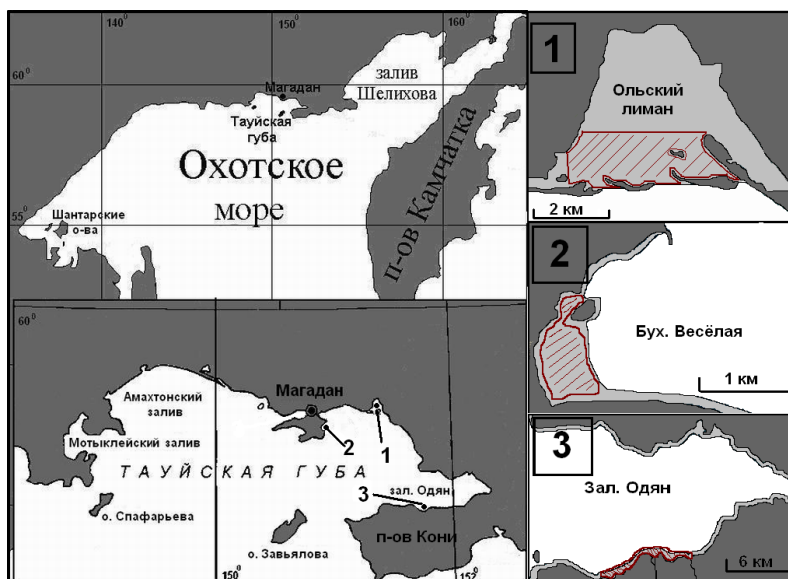 140°
150°
160°
60°
Магадан
залив
Шелихова
Тауйская
губа
Охотское
море
п-ов Камчатка
55°
Шантарские
о-ва
60°
Магадан
Амахтонский
залив
Мотыклейский залив
2
1
ТАУЙСКАЯ ГУБА
3
зал. Одян
о. Спафарьева
о. Завьялова
п-ов Кони
150°
152°
1
Ольский
лиман
2 км
2
Бух. Весёлая
1 км
3
Зал. Одян
6 км